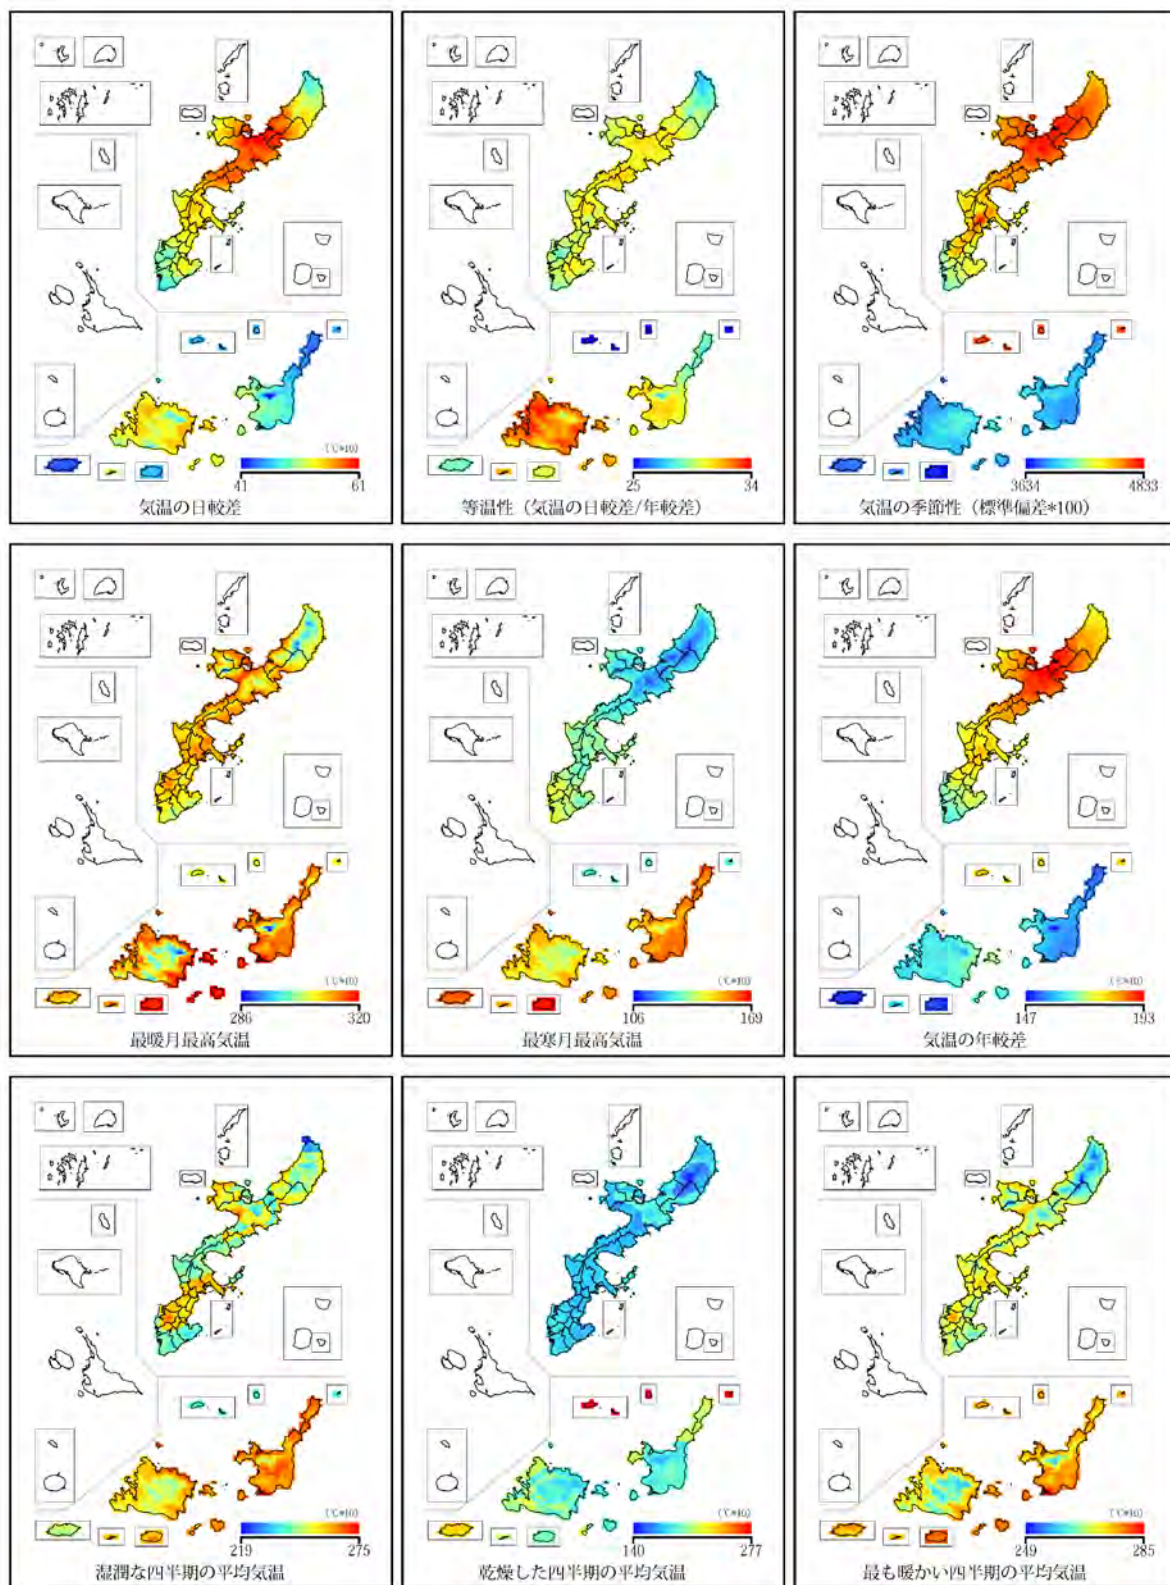 (℃*10)
41 61
気温の日較差
(℃*10)
25 34
等温性（気温の日較差/年較差）
3634 4833
気温の季節性（標準偏差*100）
(℃*10)
286 320
最暖月最高気温
(℃*10)
106 169
最寒月最高気温
(℃*10)
147 193
気温の年較差
(℃*10)
219 275
湿潤な四半期の平均気温
(℃*10)
140 277
乾燥した四半期の平均気温
(℃*10)
249 285
最も暖かい四半期の平均気温